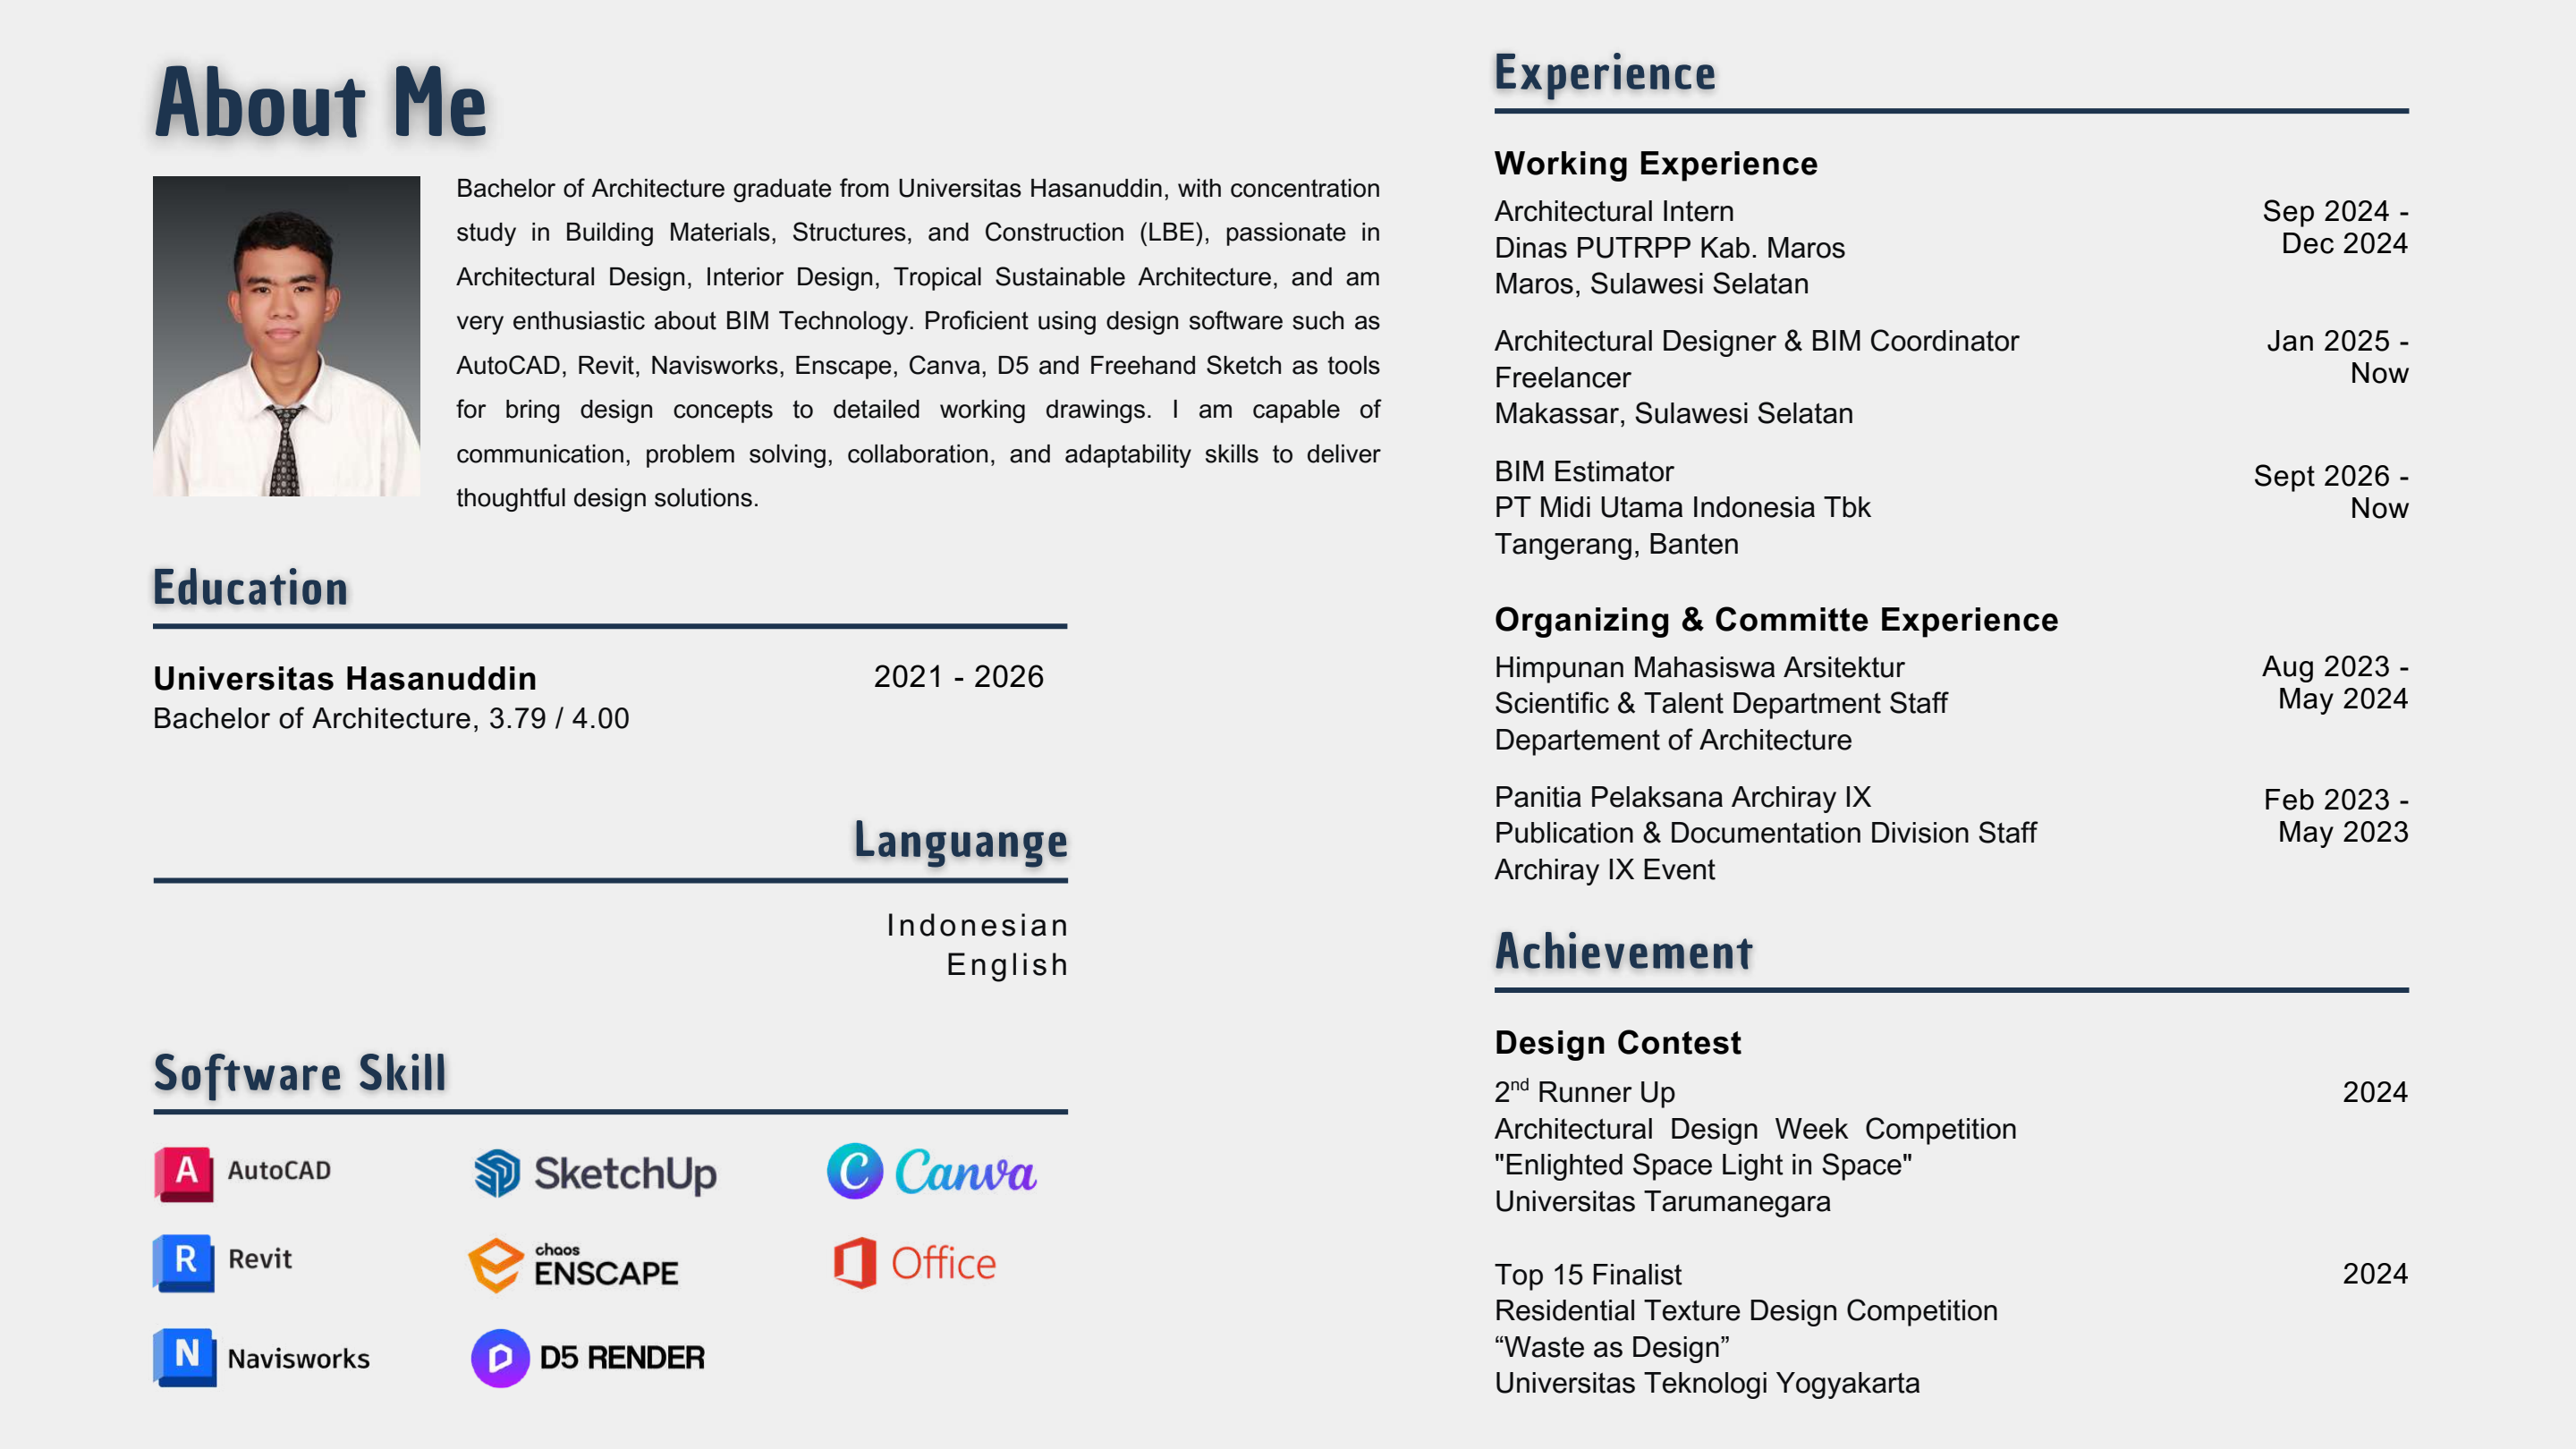 About Me
Bachelor of Architecture graduate from Universitas Hasanuddin, with concentration
study in Building Materials, Structures, and Construction (LBE), passionate in
Architectural Design, Interior Design, Tropical Sustainable Architecture, and am
very enthusiastic about BIM Technology. Proficient using design software such as
AutoCAD, Revit, Navisworks, Enscape, Canva, D5 and Freehand Sketch as tools
for bring design concepts to detailed working drawings. I am capable of
communication, problem solving, collaboration, and adaptability skills to deliver
thoughtful design solutions.
Education
Universitas Hasanuddin 2021 - 2026
Bachelor of Architecture, 3.79 / 4.00
Languange
Indonesian
English
Software Skill
A AutoCAD
SketchUp
C Canva
R Revit
chaos
ENSCAPE
Office
N Navisworks
D5 RENDER
Experience
Working Experience
Architectural Intern Sep 2024 -
Dinas PUTRPP Kab. Maros Dec 2024
Maros, Sulawesi Selatan
Architectural Designer & BIM Coordinator Jan 2025 -
Freelancer Now
Makassar, Sulawesi Selatan
BIM Estimator Sept 2026 -
PT Midi Utama Indonesia Tbk Now
Tangerang, Banten
Organizing & Committe Experience
Himpunan Mahasiswa Arsitektur Aug 2023 -
Scientific & Talent Department Staff May 2024
Departement of Architecture
Panitia Pelaksana Archiray IX Feb 2023 -
Publication & Documentation Division Staff May 2023
Archiray IX Event
Achievement
Design Contest
2nd Runner Up 2024
Architectural Design Week Competition
"Enlighted Space Light in Space"
Universitas Tarumanegara
Top 15 Finalist 2024
Residential Texture Design Competition
“Waste as Design”
Universitas Teknologi Yogyakarta